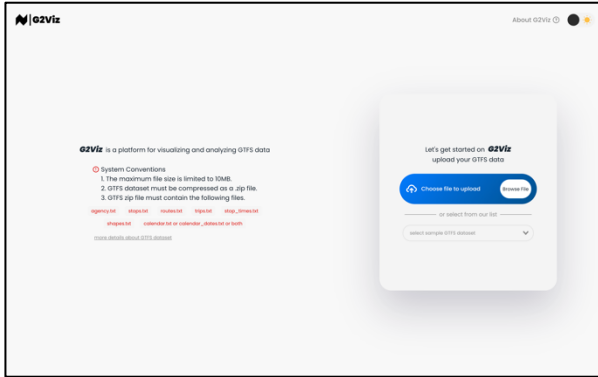 G2Viz
About G2Viz
G2Viz is a platform for visualizing and analyzing GTFS data
System Conventions
1. The maximum file size is limited to 10MB.
2. GTFS dataset must be compressed as a .zip file.
3. GTFS zip file must contain the following files.
agency.txt stops.txt routes.txt trips.txt stop_times.txt
shapes.txt calendar.txt or calendar_dates.txt or both
more details about GTFS dataset
Let's get started on G2Viz
upload your GTFS data
Choose file to upload
Browse File
or select from our list
select sample GTFS dataset